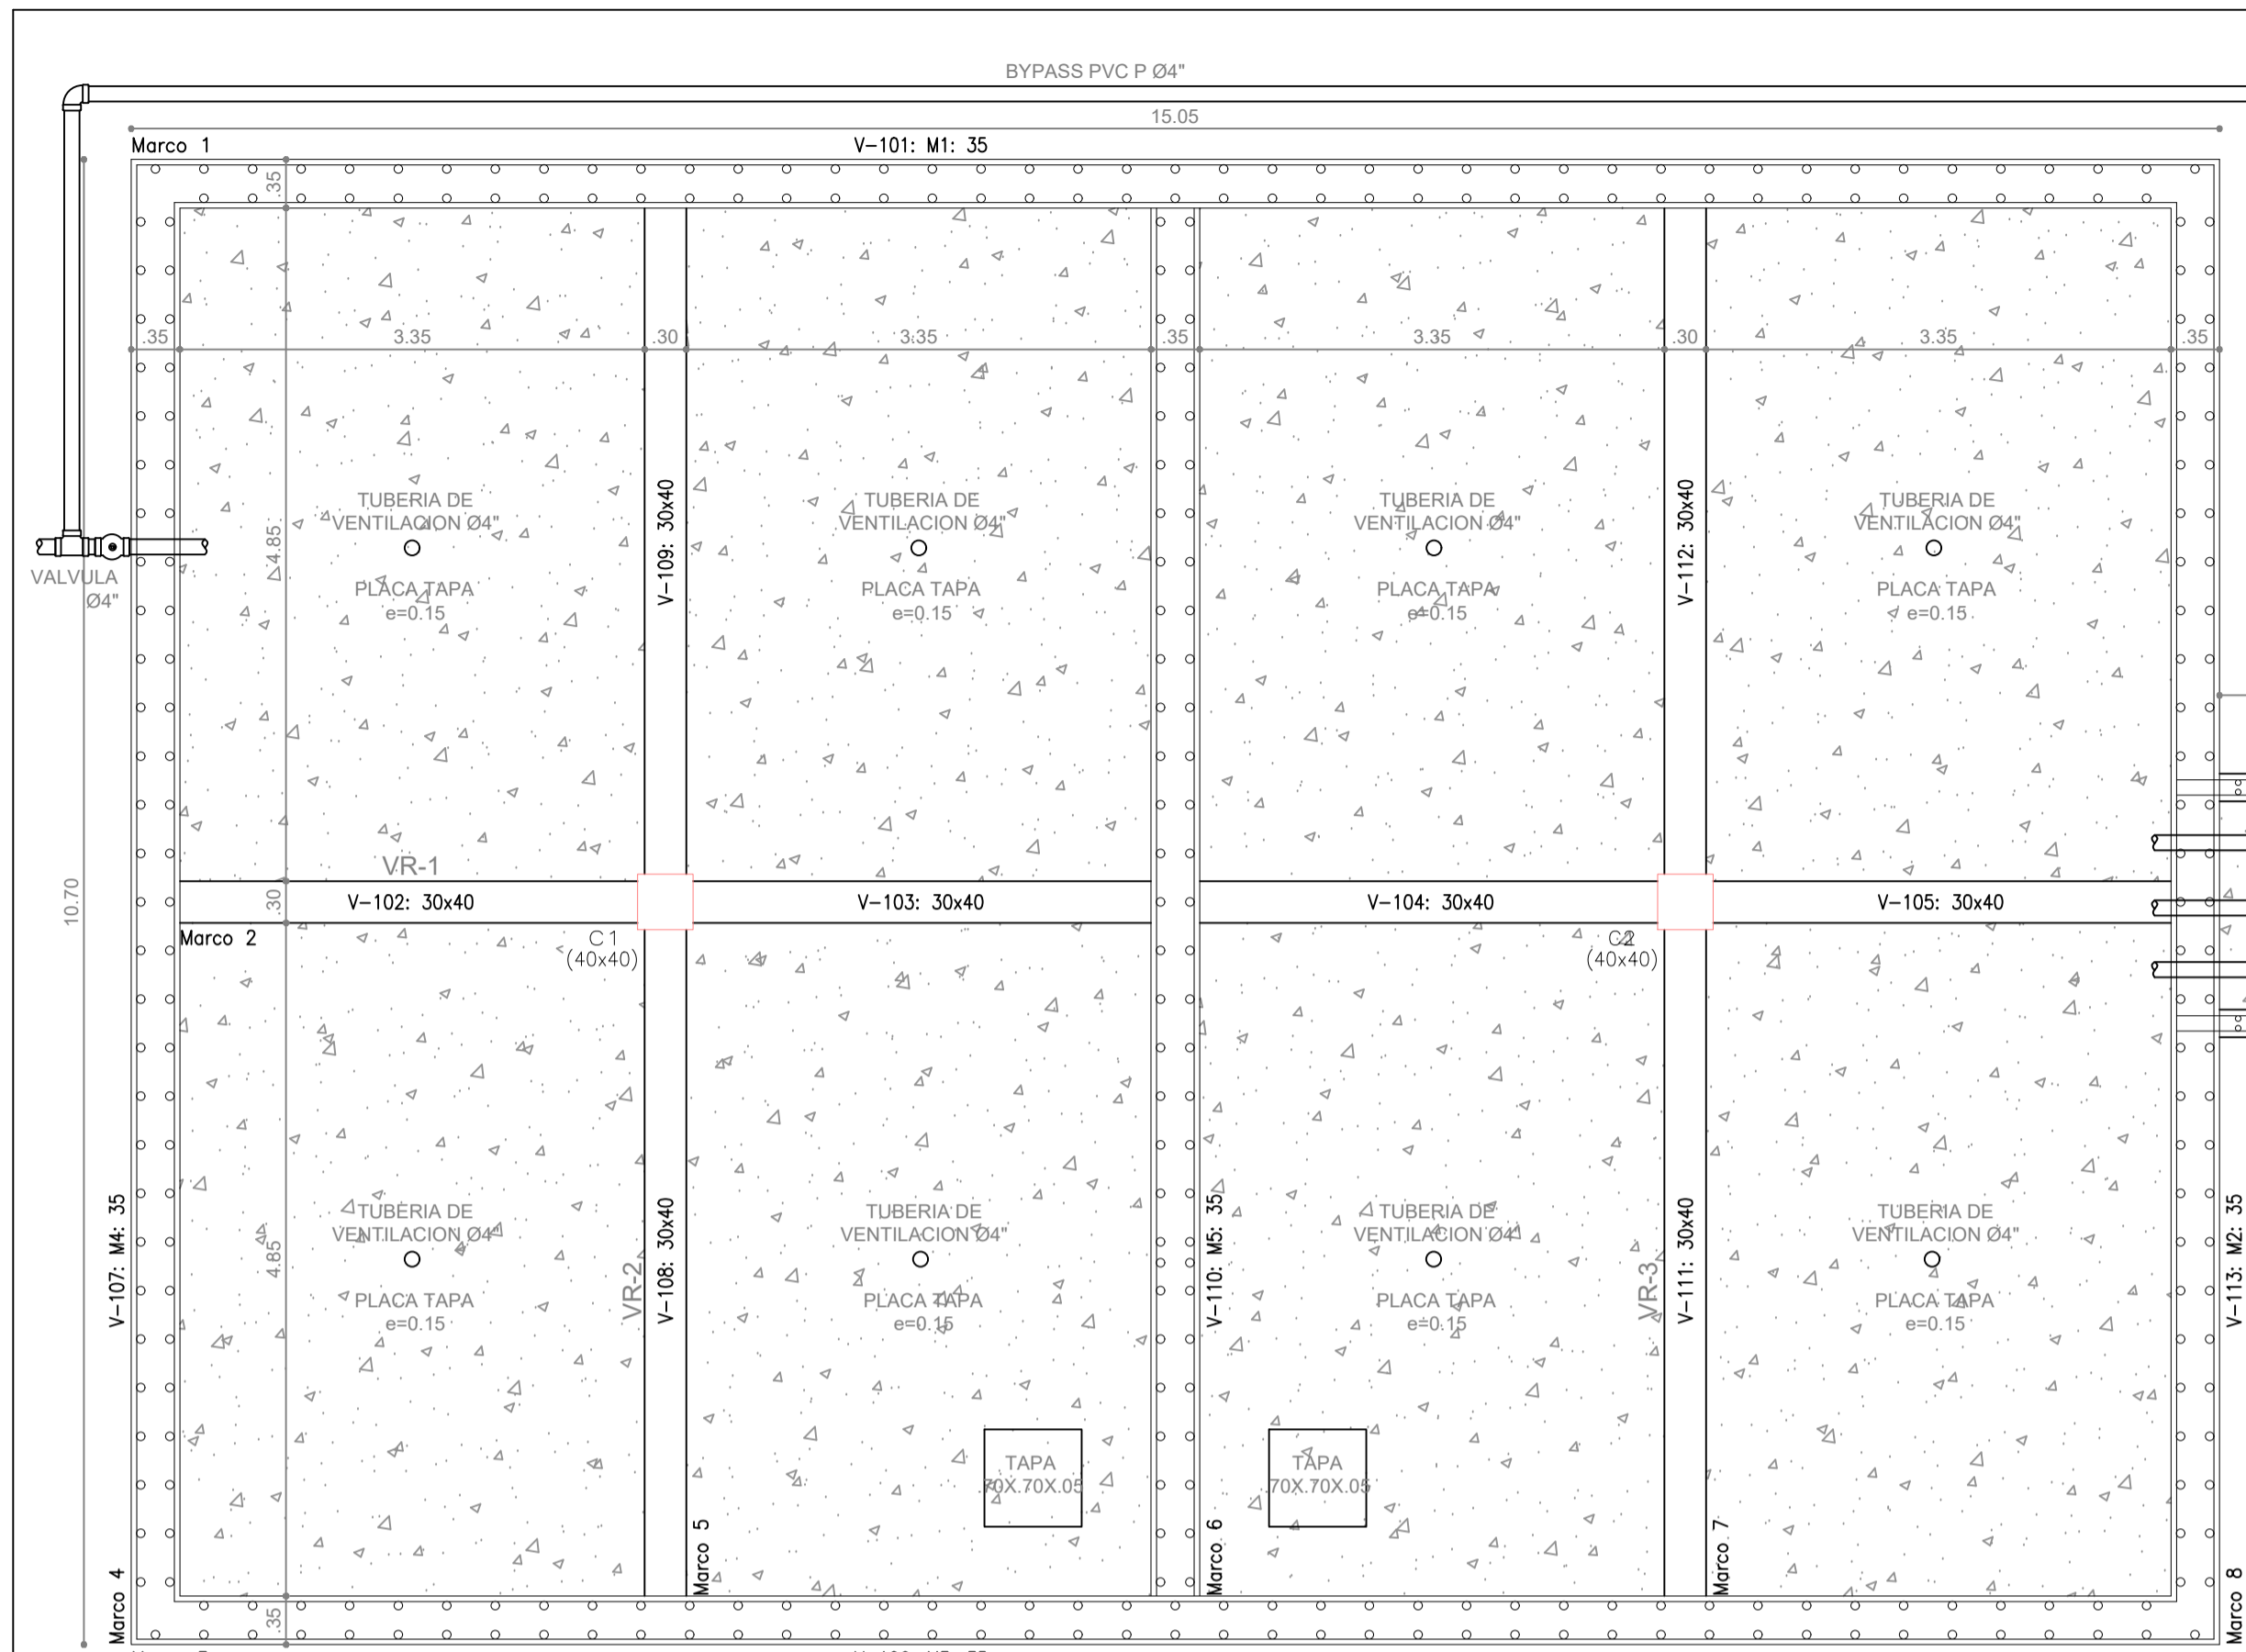 BYPASS PVC P Ø4"
15.05
Marco 1
V-101: M1: 35
.35
.35
3.35
.30
3.35
.35
3.35
.30
3.35
.35
TUBERIA DE
VENTILACION Ø4"
PLACA TAPA
e=0.15
TUBERIA DE
VENTILACION Ø4"
PLACA TAPA
e=0.15
TUBERIA DE
VENTILACION Ø4"
PLACA TAPA
e=0.15
TUBERIA DE
VENTILACION Ø4"
PLACA TAPA
e=0.15
V-109: 30x40
V-112: 30x40
4.85
VALVULA
Ø4"
10.70
VR-1
.30
V-102: 30x40
V-103: 30x40
V-104: 30x40
V-105: 30x40
Marco 2
C1
(40x40)
C2
(40x40)
V-107: M4: 35
4.85
TUBERIA DE
VENTILACION Ø4"
PLACA TAPA
e=0.15
VR-2
V-108: 30x40
TUBERIA DE
VENTILACION Ø4"
PLACA TAPA
e=0.15
V-110: M5: 35
TUBERIA DE
VENTILACION Ø4"
PLACA TAPA
e=0.15
VR-3
V-111: 30x40
TUBERIA DE
VENTILACION Ø4"
PLACA TAPA
e=0.15
V-113: M2: 35
TAPA
.70X.70X.05
TAPA
.70X.70X.05
Marco 4
.35
Marco 5
Marco 6
Marco 7
Marco 8